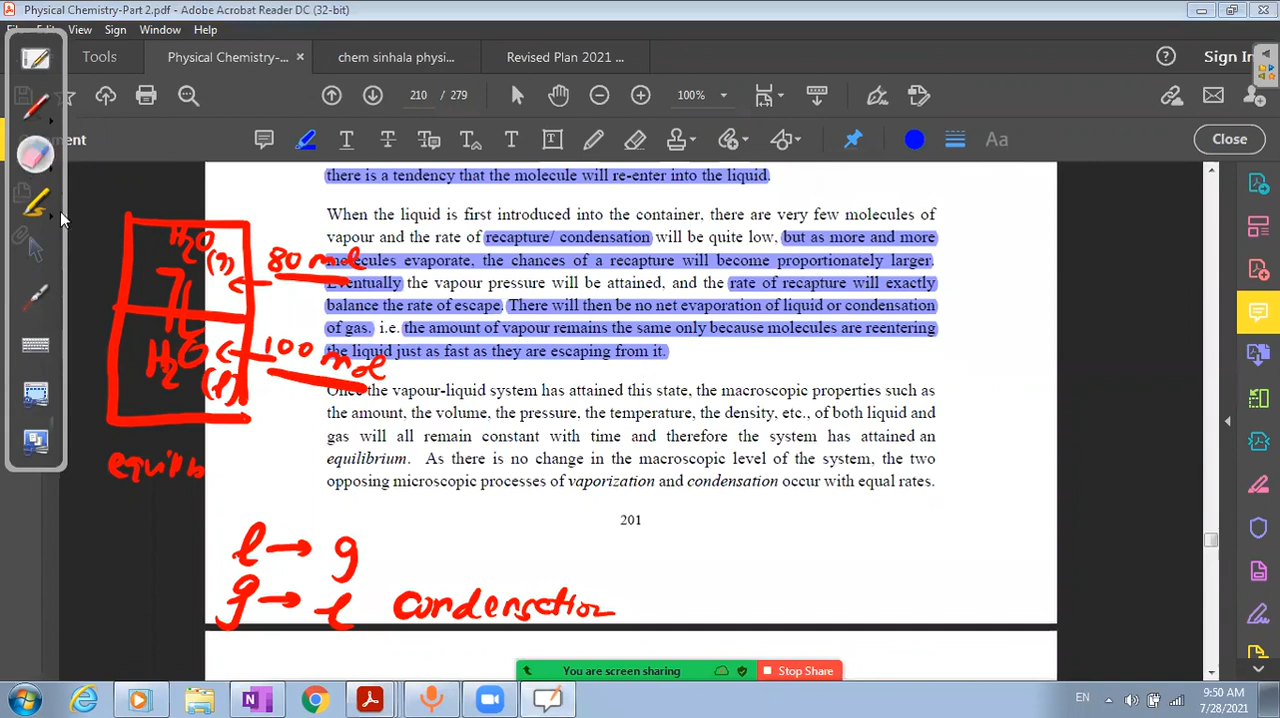 Physical Chemistry-Part 2.pdf - Adobe Acrobat Reader DC (32-bit)
View Sign Window Help
Tools Physical Chemistry-... × chem sinhala physi... Revised Plan 2021 ... Sign In
210 / 279 100%
Aa Close
there is a tendency that the molecule will re-enter into the liquid.
When the liquid is first introduced into the container, there are very few molecules of
vapour and the rate of recapture/ condensation will be quite low, but as more and more
molecules evaporate, the chances of a recapture will become proportionately larger.
Eventually the vapour pressure will be attained, and the rate of recapture will exactly
balance the rate of escape. There will then be no net evaporation of liquid or condensation
of gas. i.e. the amount of vapour remains the same only because molecules are reentering
the liquid just as fast as they are escaping from it.
H₂O (g) 80 mol
H₂O (l) 100 mol
Once the vapour-liquid system has attained this state, the macroscopic properties such as
the amount, the volume, the pressure, the temperature, the density, etc., of both liquid and
gas will all remain constant with time and therefore the system has attained an
equilibrium. As there is no change in the macroscopic level of the system, the two
opposing microscopic processes of vaporization and condensation occur with equal rates.
201
l → g
g → l condensation
You are screen sharing Stop Share
EN 9:50 AM
7/28/2021